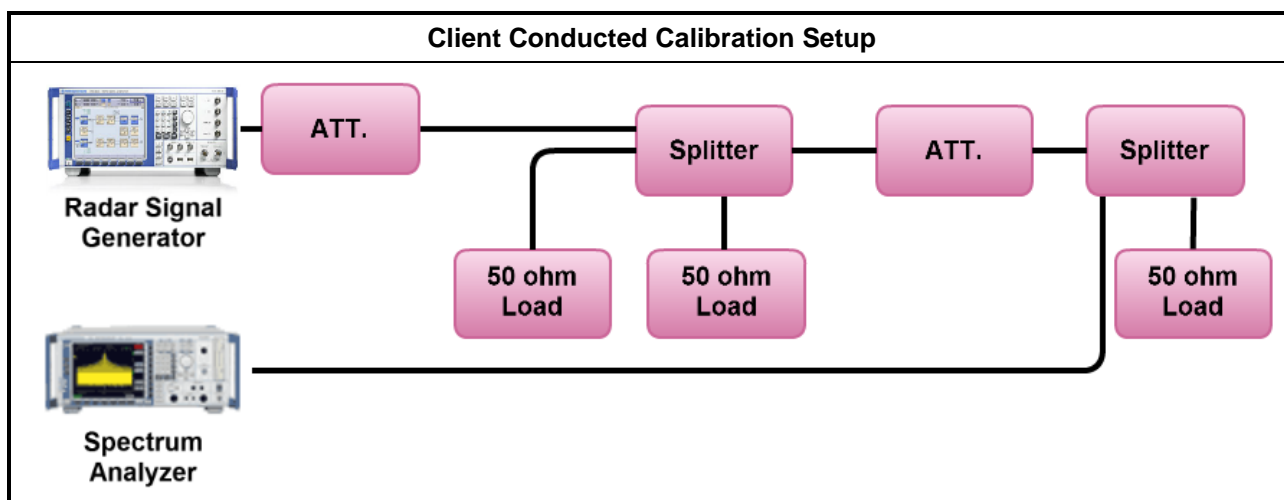 Client Conducted Calibration Setup
ATT.
Splitter
ATT.
Splitter
Radar Signal
Generator
50 ohm
Load
50 ohm
Load
50 ohm
Load
Spectrum
Analyzer